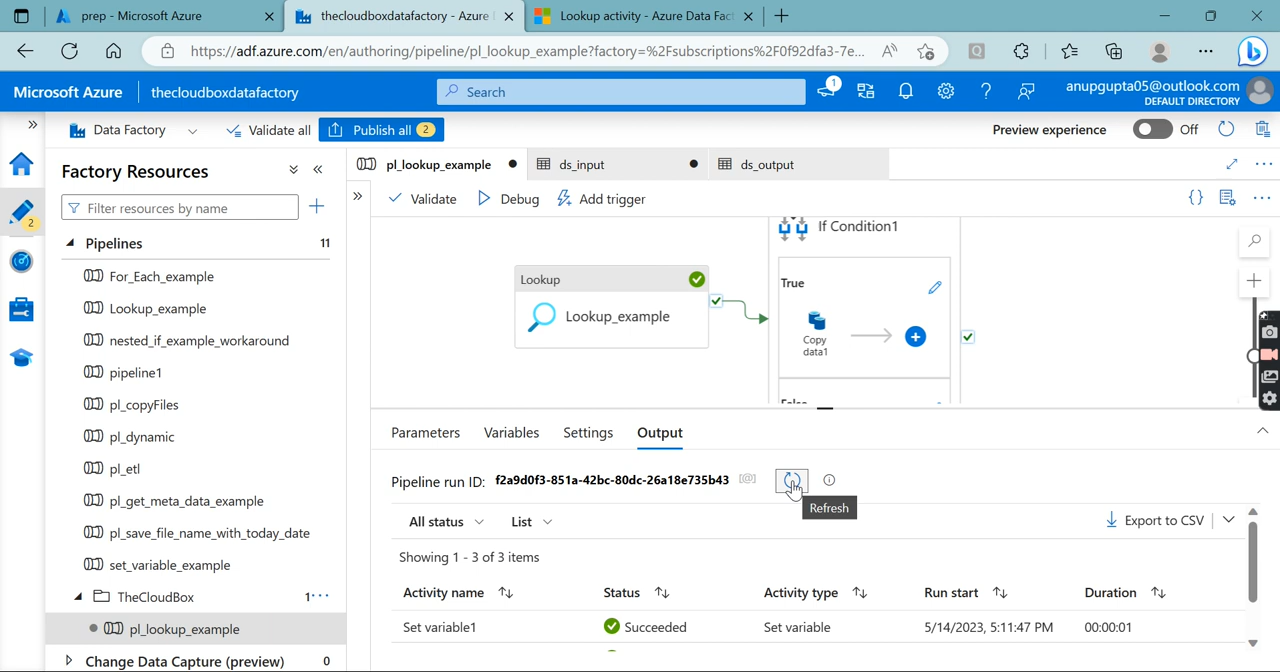 prep - Microsoft Azure
thecloudboxdatafactory - Azure
Lookup activity - Azure Data Fac
https://adf.azure.com/en/authoring/pipeline/pl_lookup_example?factory=%2Fsubscriptions%2F0f92dfa3-7e...
Microsoft Azure
thecloudboxdatafactory
Search
1
anupgupta05@outlook.com
DEFAULT DIRECTORY
Data Factory
Validate all
Publish all 2
Preview experience
Off
Factory Resources
pl_lookup_example
ds_input
ds_output
Filter resources by name
Validate
Debug
Add trigger
2
Pipelines 11
For_Each_example
Lookup_example
nested_if_example_workaround
pipeline1
pl_copyFiles
pl_dynamic
pl_etl
pl_get_meta_data_example
pl_save_file_name_with_today_date
set_variable_example
TheCloudBox 1
pl_lookup_example
Change Data Capture (preview) 0
If Condition1
Lookup
Lookup_example
True
Copy
data1
False
Parameters
Variables
Settings
Output
Pipeline run ID: f2a9d0f3-851a-42bc-80dc-26a18e735b43 [@]
Refresh
All status
List
Export to CSV
Showing 1 - 3 of 3 items
Activity name
Status
Activity type
Run start
Duration
Set variable1
Succeeded
Set variable
5/14/2023, 5:11:47 PM
00:00:01